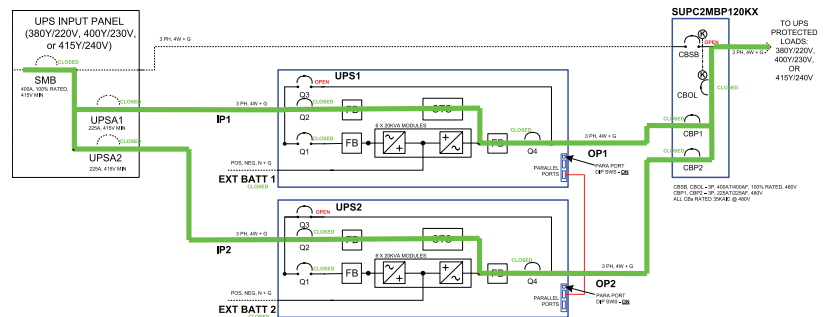 UPS INPUT PANEL
(380Y/220V, 400Y/230V,
or 415Y/240V)
CLOSED
SMB
400A, 100% RATED,
415V MIN
CLOSED
UPSA1
225A, 415V MIN
CLOSED
UPSA2
225A, 415V MIN
3 PH, 4W + G
3 PH, 4W + G
IP1
UPS1
OPEN
Q3
CLOSED
Q2
FB
STS
6 X 20KVA MODULES
CLOSED
Q1
FB
FB
CLOSED
Q4
POS, NEG, N + G
EXT BATT 1
CLOSED
3 PH, 4W + G
OP1
PARA PORT
DIP SWS - ON
PARALLEL
PORTS
3 PH, 4W + G
IP2
UPS2
OPEN
Q3
CLOSED
Q2
FB
STS
6 X 20KVA MODULES
CLOSED
Q1
FB
FB
CLOSED
Q4
POS, NEG, N + G
EXT BATT 2
CLOSED
3 PH, 4W + G
OP2
PARA PORT
DIP SWS - ON
PARALLEL
PORTS
SUPC2MBP120KX
K
OPEN
CBSB
3 PH, 4W + G
K
CBOL
CLOSED
CLOSED
CBP1
CLOSED
CBP2
TO UPS
PROTECTED
LOADS:
380Y/220V,
400Y/230V,
OR
415Y/240V
CBSB, CBOL - 3P, 400AT/400AF, 100% RATED, 480V
CBP1, CBP2 - 3P, 225AT/225AF, 480V
ALL CBs RATED 35KAIC @ 480V